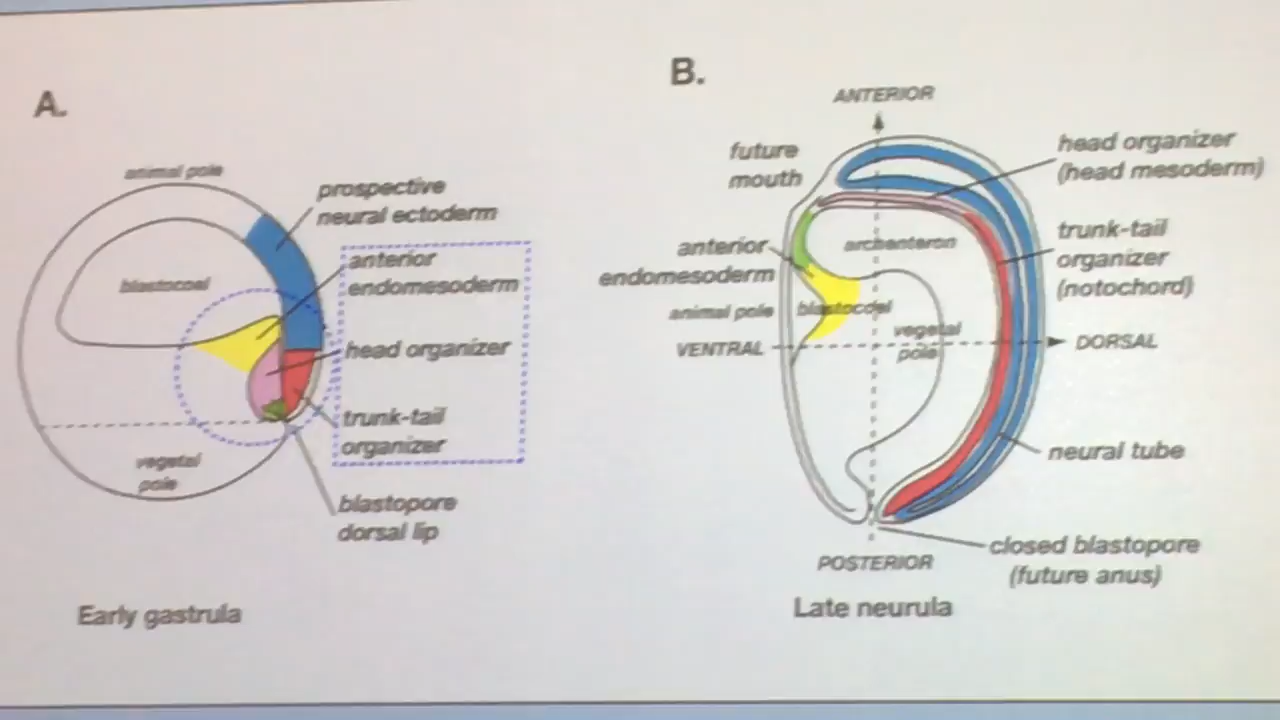 A.
animal pole
prospective
neural ectoderm
blastocoel
anterior
endomesoderm
head organizer
trunk-tail
organizer
vegetal
pole
blastopore
dorsal lip
Early gastrula
B.
ANTERIOR
future
mouth
head organizer
(head mesoderm)
archenteron
trunk-tail
organizer
(notochord)
anterior
endomesoderm
animal pole
blastocoel
vegetal
pole
VENTRAL
DORSAL
neural tube
closed blastopore
(future anus)
POSTERIOR
Late neurula